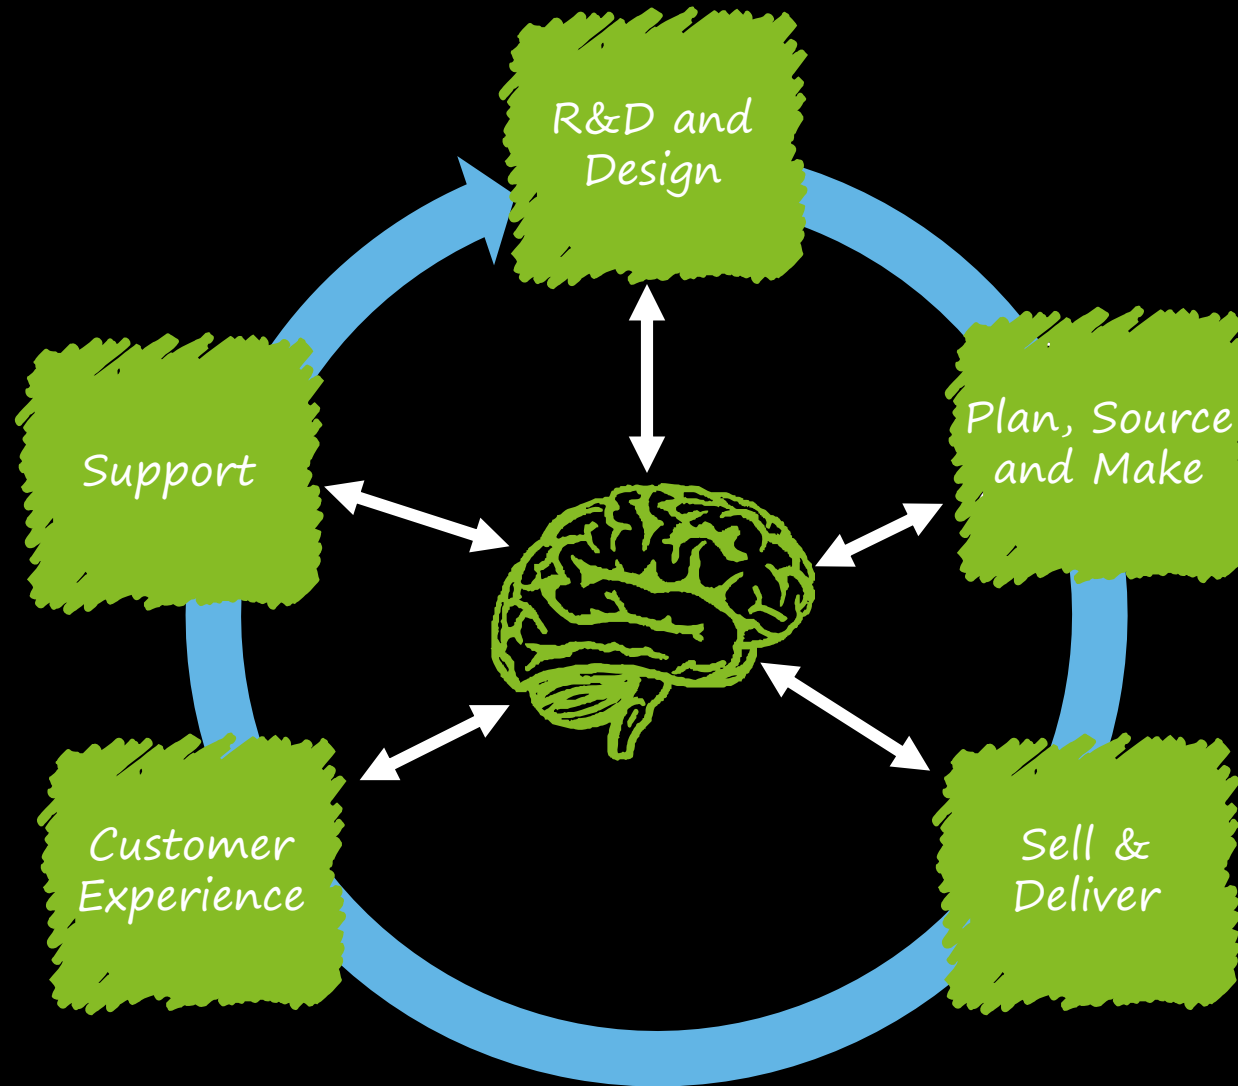 R&D and
Design
Plan, Source
and Make
Support
Sell &
Deliver
Customer
Experience